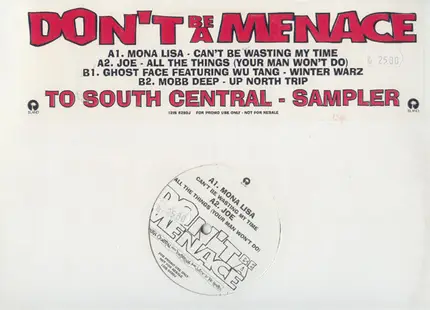 DON'T BE A MENACE
A1. MONA LISA - CAN'T BE WASTING MY TIME
A2. JOE - ALL THE THINGS (YOUR MAN WON'T DO)
B1. GHOST FACE FEATURING WU TANG - WINTER WARZ
B2. MOBB DEEP - UP NORTH TRIP
TO SOUTH CENTRAL - SAMPLER
ISLAND
ISLAND
FOR PROMO USE ONLY - NOT FOR RESALE
A1. MONA LISA
CAN'T BE WASTING MY TIME
A2. JOE
ALL THE THINGS (YOUR MAN WON'T DO)
DON'T BE A
MENACE